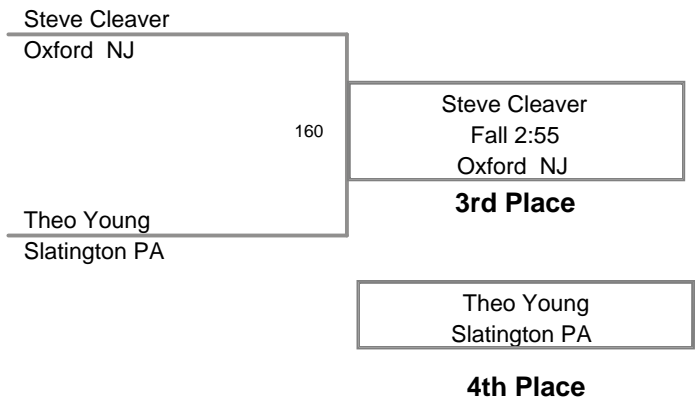 Steve Cleaver
Oxford  NJ
160
Steve Cleaver
Fall 2:55
Oxford  NJ
3rd Place
Theo Young
Slatington PA
Theo Young
Slatington PA
4th Place